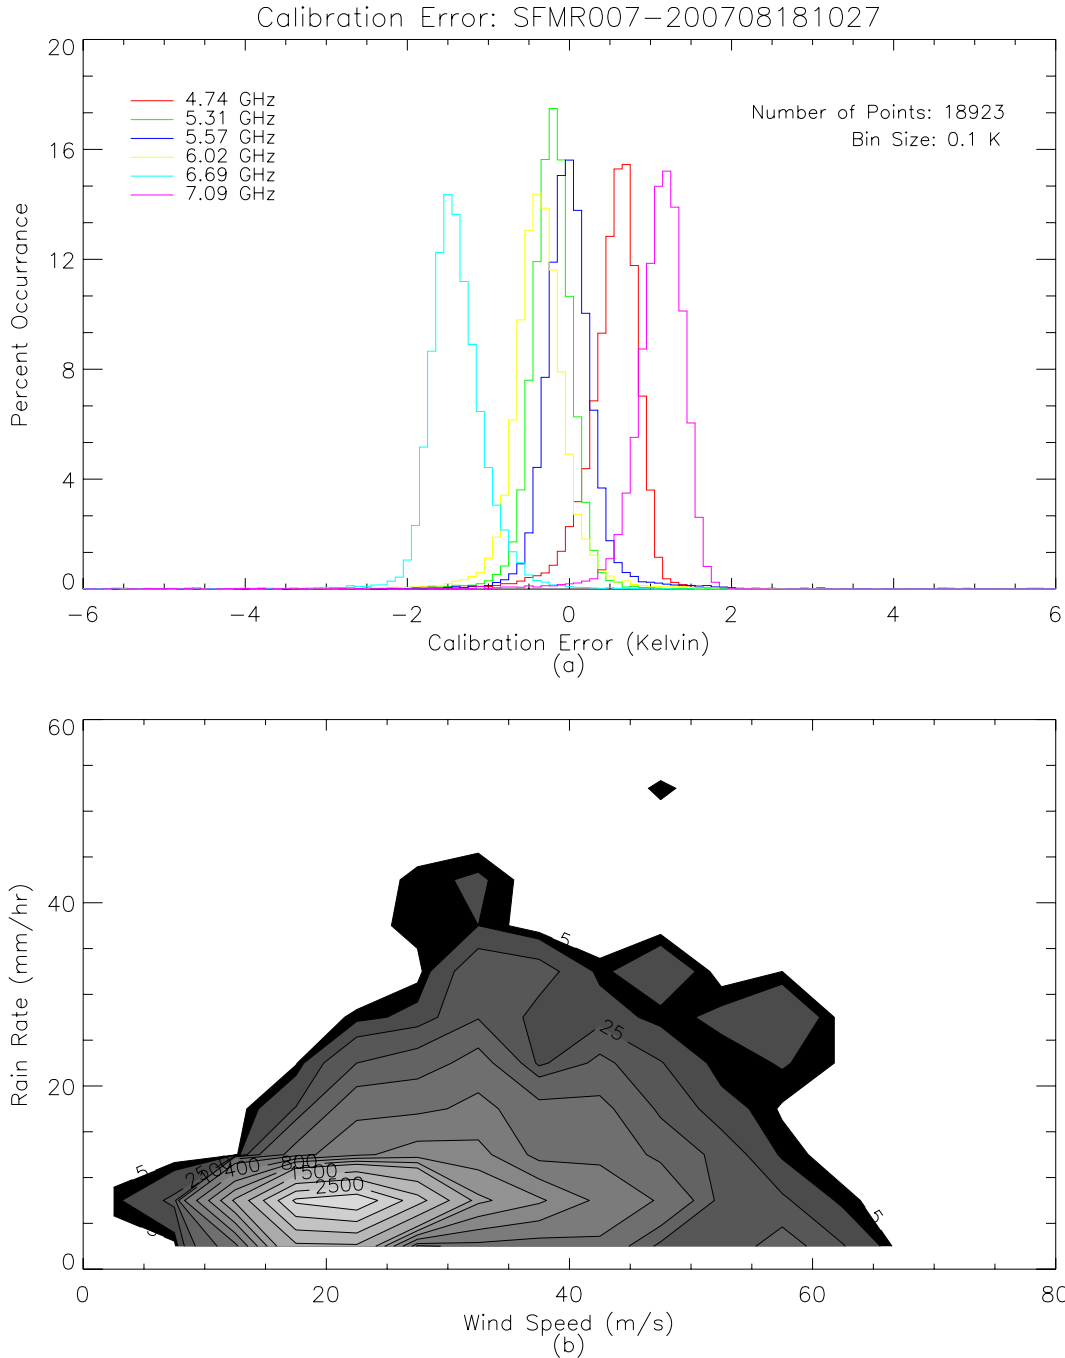 Calibration Error: SFMR007-200708181027
20
16
12
8
4
0
Percent Occurrance
4.74 GHz
5.31 GHz
5.57 GHz
6.02 GHz
6.69 GHz
7.09 GHz
Number of Points: 18923
Bin Size: 0.1 K
-6 -4 -2 0 2 4 6
Calibration Error (Kelvin)
(a)
60
40
20
0
Rain Rate (mm/hr)
5
25
5
25 400 800
1500
2500
5
0 20 40 60 80
Wind Speed (m/s)
(b)